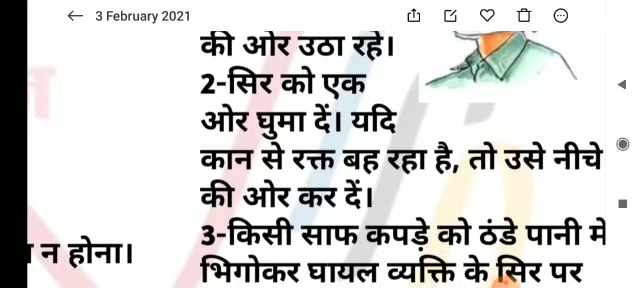 3 February 2021
की ओर उठा रहे।
2-सिर को एक
ओर घुमा दें। यदि
कान से रक्त बह रहा है, तो उसे नीचे
की ओर कर दें।
3-किसी साफ कपड़े को ठंडे पानी में
न होना।
भिगोकर घायल व्यक्ति के सिर पर